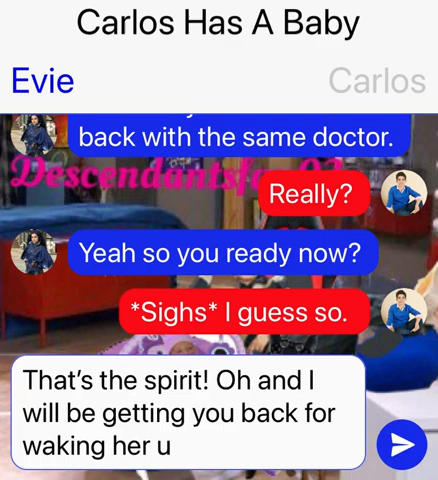 Carlos Has A Baby
Evie
Carlos
back with the same doctor.
Really?
Yeah so you ready now?
*Sighs* I guess so.
That's the spirit! Oh and I
will be getting you back for
waking her u